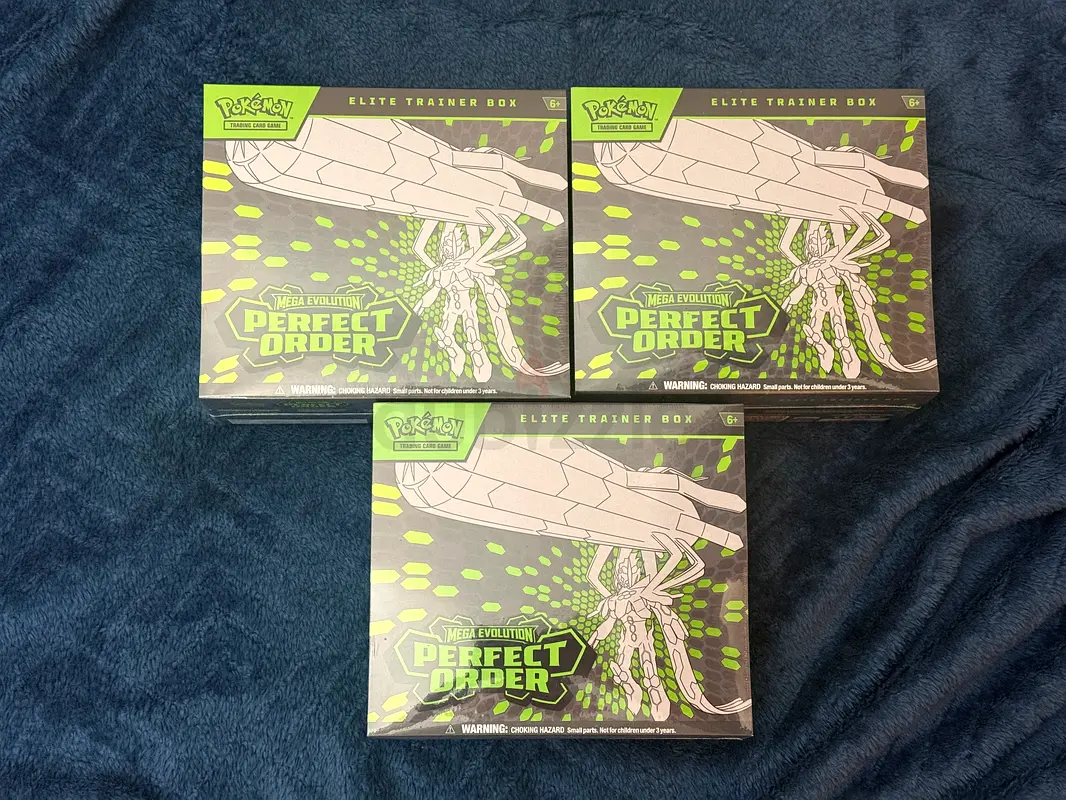 POKéMON
TRADING CARD GAME
ELITE TRAINER BOX
6+
MEGA EVOLUTION
PERFECT
ORDER
WARNING: CHOKING HAZARD Small parts. Not for children under 3 years.
POKéMON
TRADING CARD GAME
ELITE TRAINER BOX
6+
MEGA EVOLUTION
PERFECT
ORDER
WARNING: CHOKING HAZARD Small parts. Not for children under 3 years.
POKéMON
TRADING CARD GAME
ELITE TRAINER BOX
6+
MEGA EVOLUTION
PERFECT
ORDER
WARNING: CHOKING HAZARD Small parts. Not for children under 3 years.